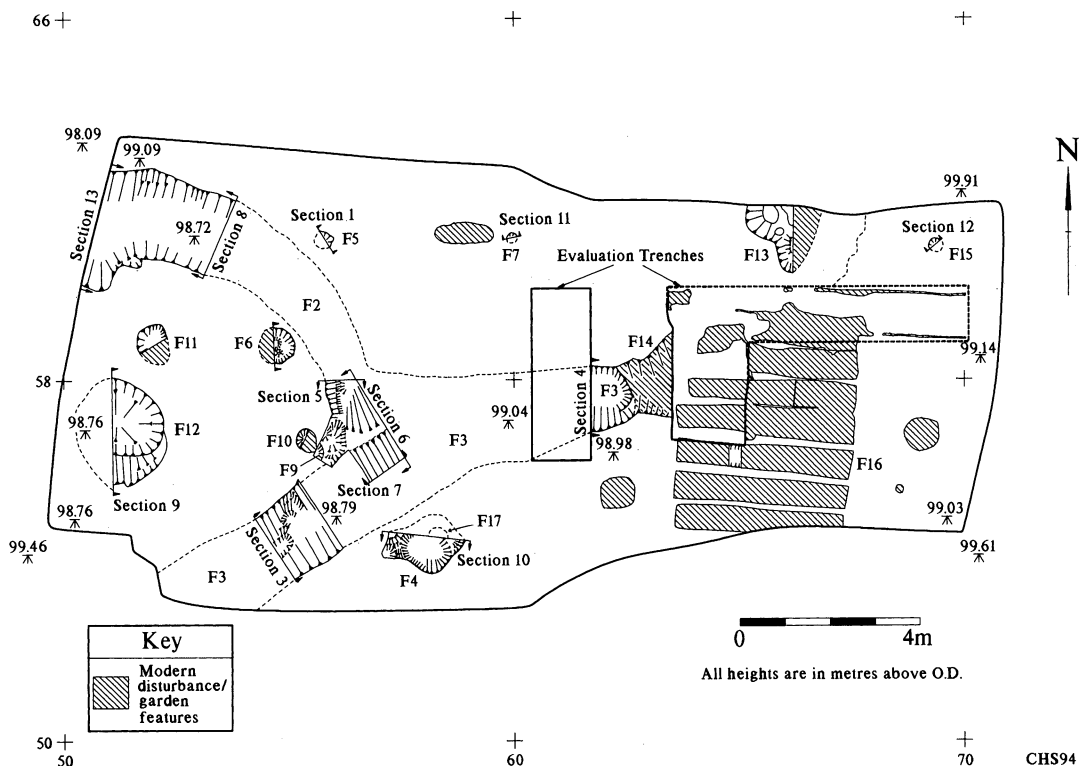 66
98.09
99.09
N
99.91
Section 13
98.72
Section 8
Section 1
F5
Section 11
F7
Section 12
F15
F13
Evaluation Trenches
F2
F11
F6
F14
99.14
58
Section 5
Section 6
Section 4
F3
98.76
F12
F10
F9
F3
99.04
98.98
F16
Section 9
Section 7
98.76
98.79
F17
99.03
99.46
Section 3
Section 10
99.61
F3
F4
Key
Modern
disturbance/
garden
features
0
4m
All heights are in metres above O.D.
50
50
60
70
CHS94